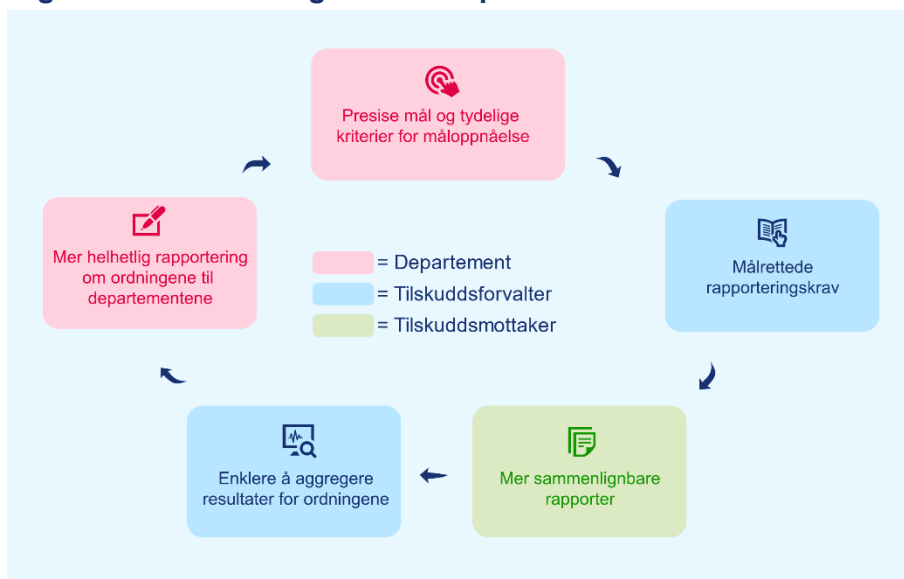 Presise mål og tydelige
kriterier for måloppnåelse
Målrettede
rapporteringskrav
Mer sammenlignbare
rapporter
Enklere å aggregere
resultater for ordningene
Mer helhetlig rapportering
om ordningene til
departementene
= Departement
= Tilskuddsforvalter
= Tilskuddsmottaker